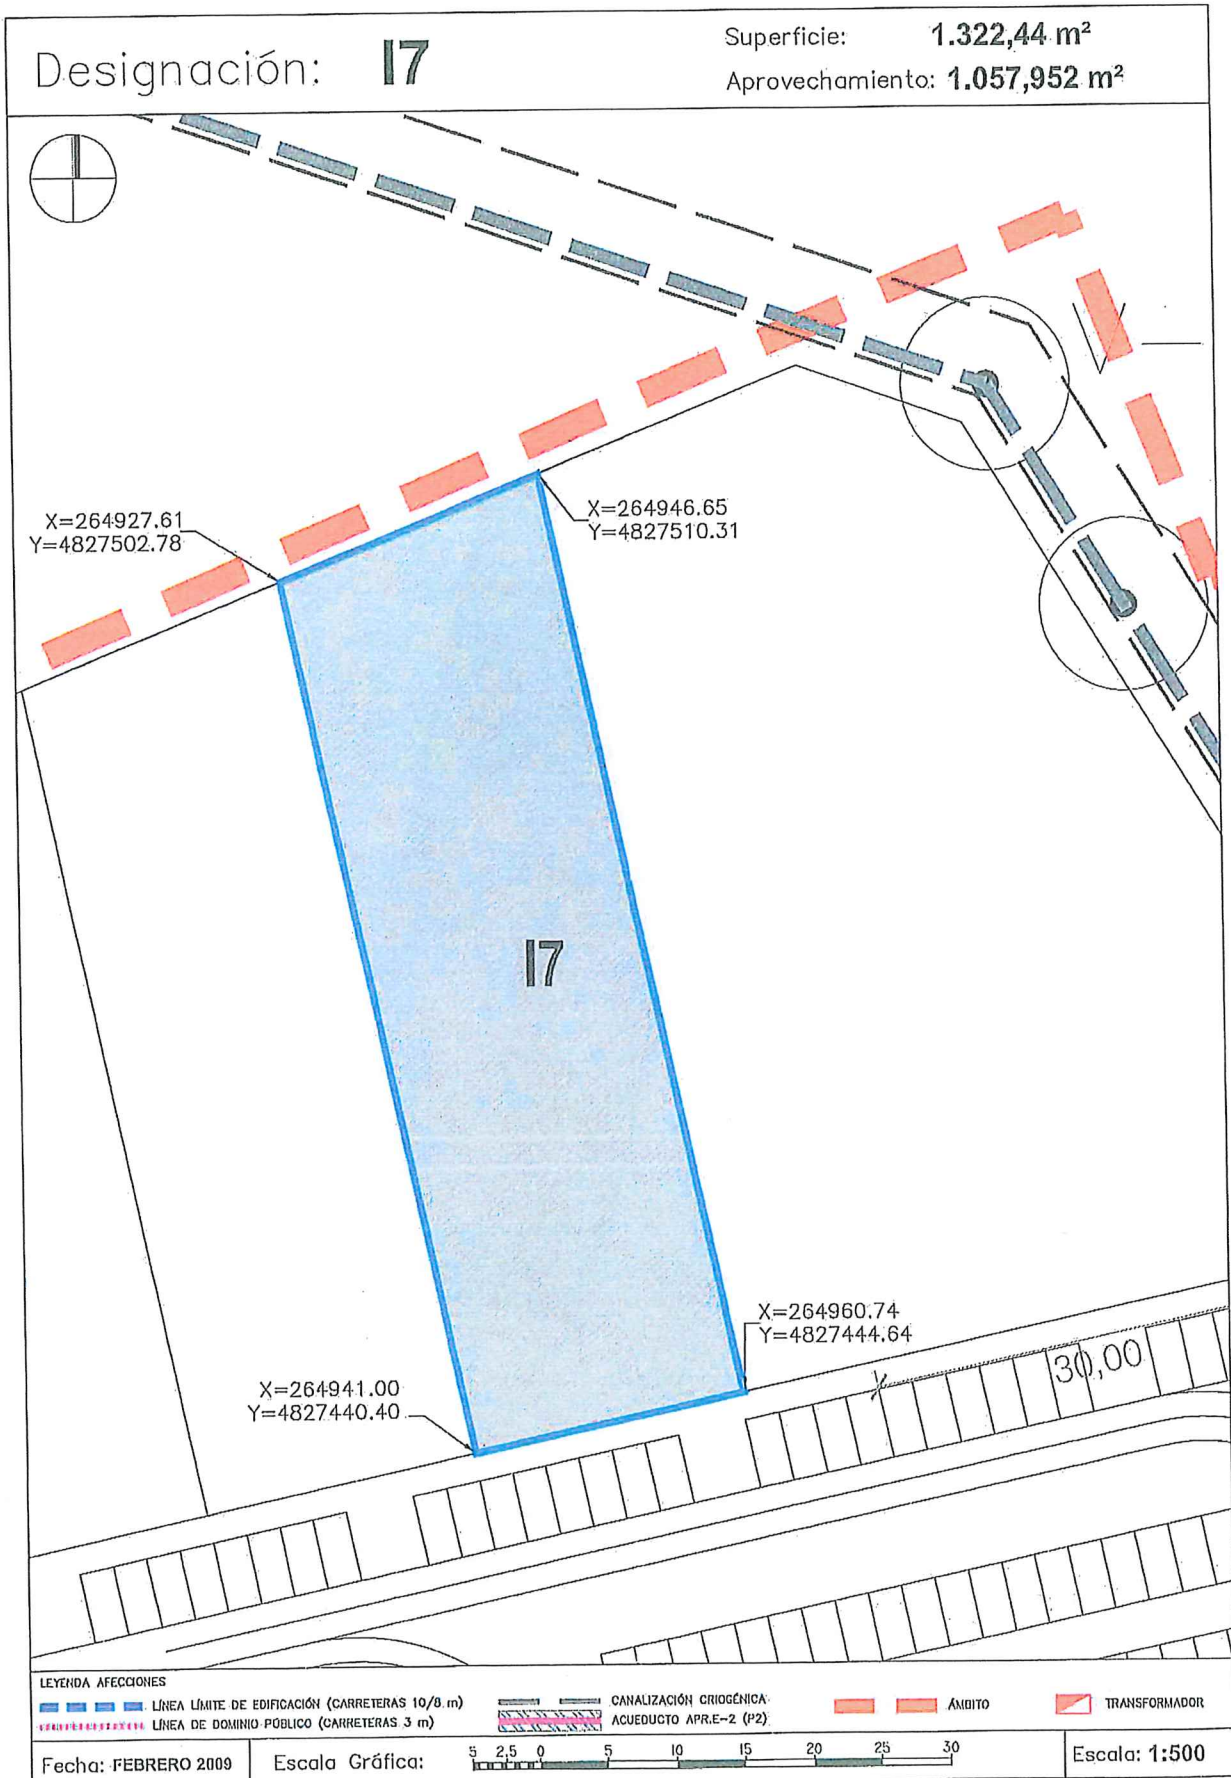 Designación: I7
Superficie: 1.322,44 m²
Aprovechamiento: 1.057,952 m²
X=264927.61
Y=4827502.78
X=264946.65
Y=4827510.31
I7
X=264960.74
Y=4827444.64
30,00
X=264941.00
Y=4827440.40
LEYENDA AFECCIONES
LÍNEA LÍMITE DE EDIFICACIÓN (CARRETERAS 10/8 m)
CANALIZACIÓN CRIOGÉNICA
ÁMBITO
TRANSFORMADOR
LÍNEA DE DOMINIO PÚBLICO (CARRETERAS 3 m)
ACUEDUCTO APR.E-2 (P2)
Fecha: FEBRERO 2009
Escala Gráfica:
5 2,5 0 5 10 15 20 25 30
Escala: 1:500